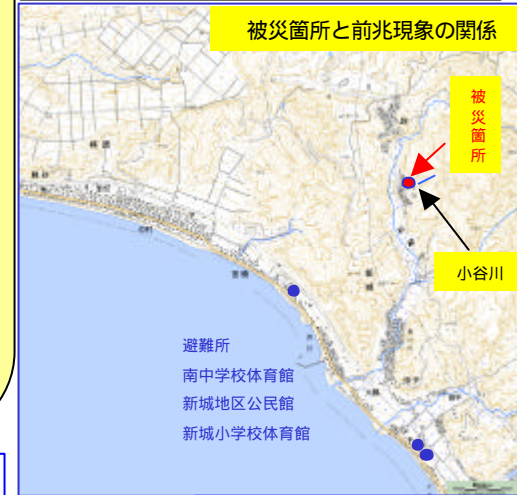 被災箇所と前兆現象の関係
被災箇所
小谷川
避難所
南中学校体育館
新城地区公民館
新城小学校体育館